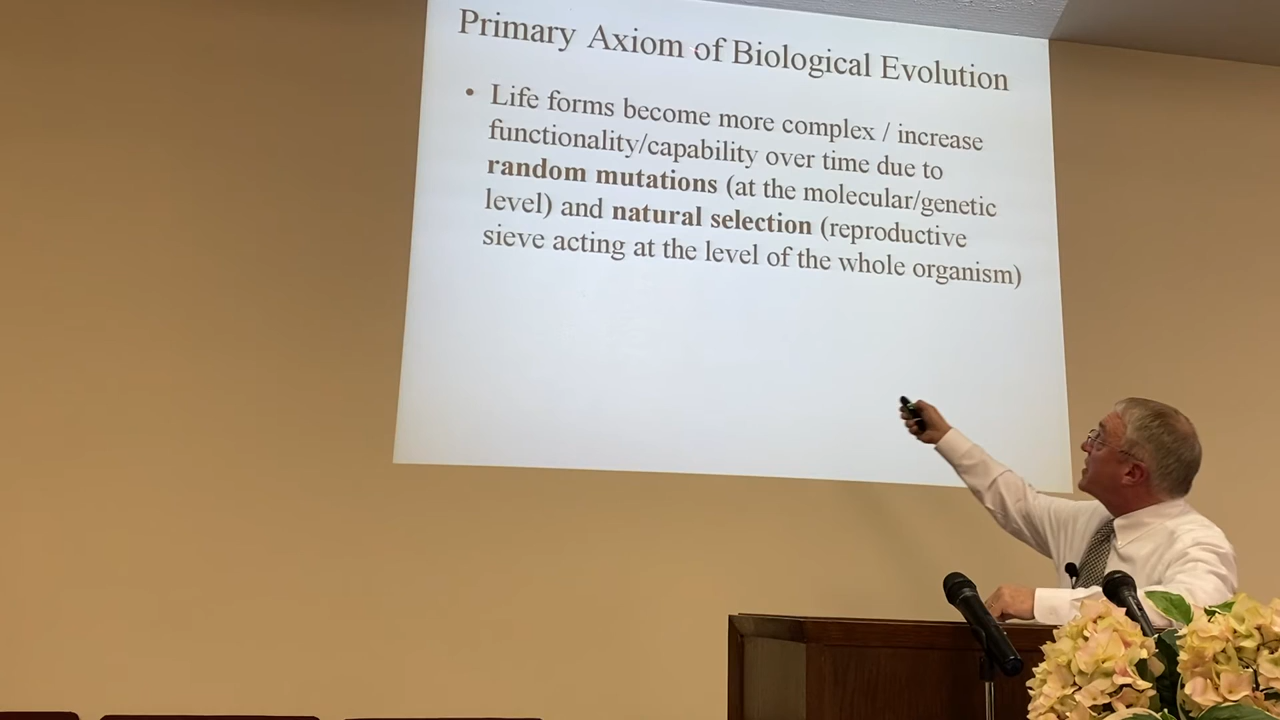 Primary Axiom of Biological Evolution
• Life forms become more complex / increase
functionality/capability over time due to
random mutations (at the molecular/genetic
level) and natural selection (reproductive
sieve acting at the level of the whole organism)